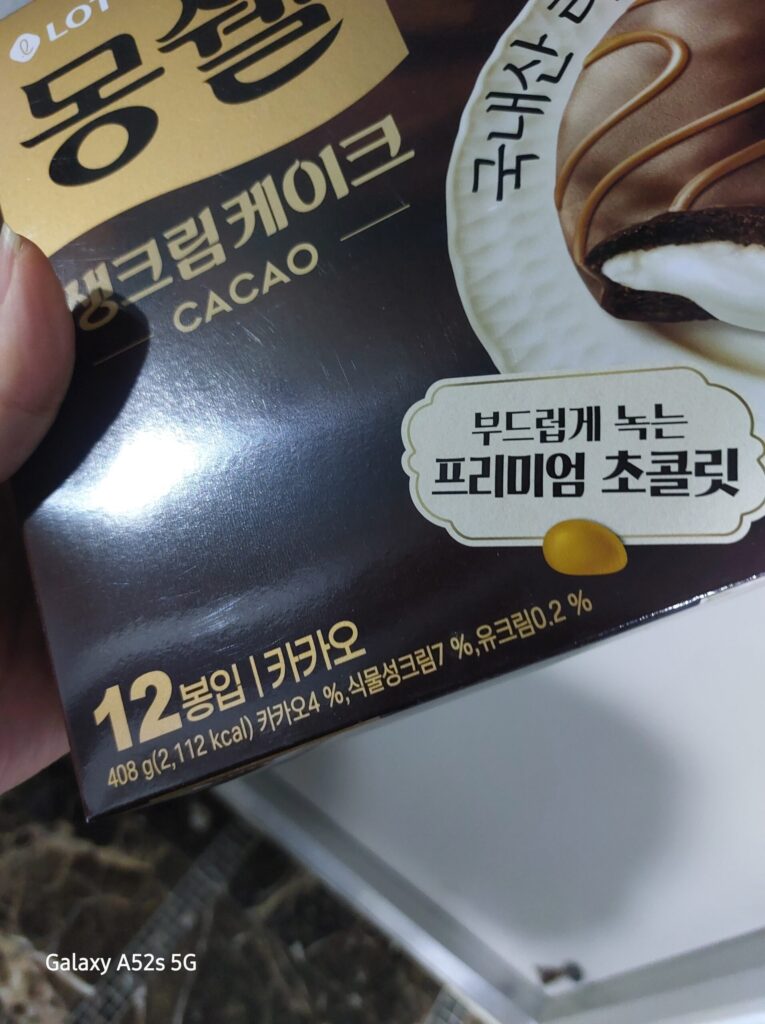 몽쉘
생크림케이크
CACAO
국내산
부드럽게 녹는
프리미엄 초콜릿
12봉입 | 카카오
408 g(2,112 kcal) 카카오4 %,식물성크림7 %,유크림0.2 %
Galaxy A52s 5G